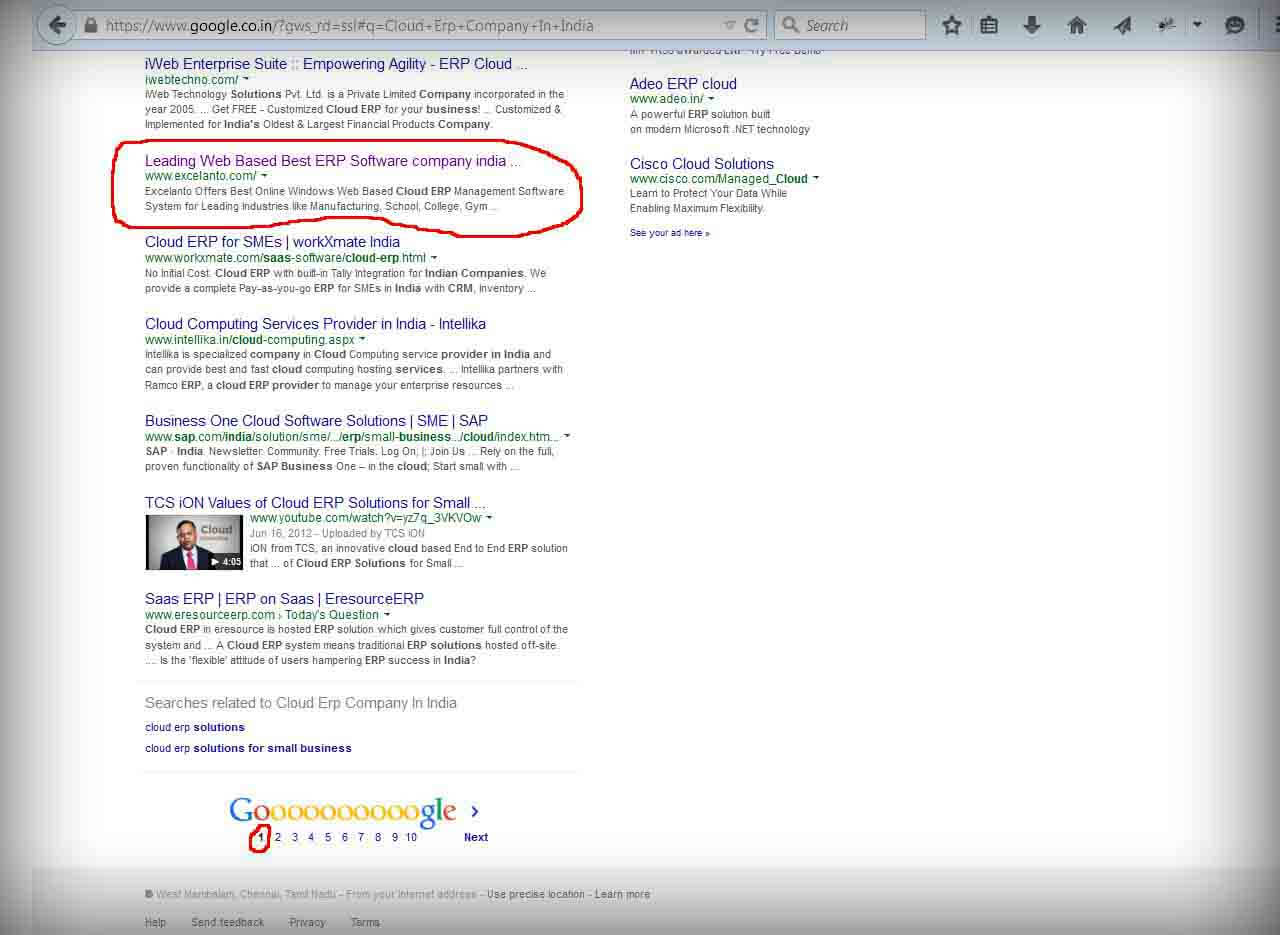 https://www.google.co.in/?gws_rd=ssl#q=Cloud+Erp+Company+In+India
Search
iWeb Enterprise Suite :: Empowering Agility - ERP Cloud ...
iwebtechno.com/
iWeb Technology Solutions Pvt. Ltd. is a Private Limited Company incorporated in the
year 2005. ... Get FREE - Customized Cloud ERP for your business! ... Customized &
Implemented for India's Oldest & Largest Financial Products Company.
Leading Web Based Best ERP Software company india ...
www.excelanto.com/
Excelanto Offers Best Online Windows Web Based Cloud ERP Management Software
System for Leading Industries like Manufacturing, School, College, Gym ...
Cloud ERP for SMEs | workXmate India
www.workxmate.com/saas-software/cloud-erp.html
No Initial Cost. Cloud ERP with built-in Tally Integration for Indian Companies. We
provide a complete Pay-as-you-go ERP for SMEs in India with CRM, Inventory ...
Cloud Computing Services Provider in India - Intellika
www.intellika.in/cloud-computing.aspx
Intellika is specialized company in Cloud Computing service provider in India and
can provide best and fast cloud computing hosting services. ... Intellika partners with
Ramco ERP, a cloud ERP provider to manage your enterprise resources ...
Business One Cloud Software Solutions | SME | SAP
www.sap.com/india/solution/sme/.../erp/small-business.../cloud/index.htm...
SAP · India. Newsletter; Community; Free Trials. Log On; |; Join Us ... Rely on the full,
proven functionality of SAP Business One – in the cloud; Start small with ...
TCS iON Values of Cloud ERP Solutions for Small ...
www.youtube.com/watch?v=yz7q_3VKVOw
Cloud
4:05
Jun 16, 2012 - Uploaded by TCS iON
iON from TCS, an innovative cloud based End to End ERP solution
that ... of Cloud ERP Solutions for Small ...
Saas ERP | ERP on Saas | EresourceERP
www.eresourceerp.com › Today's Question
Cloud ERP in eresource is hosted ERP solution which gives customer full control of the
system and ... A Cloud ERP system means traditional ERP solutions hosted off-site.
.... Is the 'flexible' attitude of users hampering ERP success in India?
Searches related to Cloud Erp Company In India
cloud erp solutions
cloud erp solutions for small business
Goooooooooogle
1 2 3 4 5 6 7 8 9 10 Next
West Mambalam, Chennai, Tamil Nadu - From your Internet address - Use precise location - Learn more
Help Send feedback Privacy Terms
Adeo ERP cloud
www.adeo.in/
A powerful ERP solution built
on modern Microsoft .NET technology
Cisco Cloud Solutions
www.cisco.com/Managed_Cloud
Learn to Protect Your Data While
Enabling Maximum Flexibility.
See your ad here »